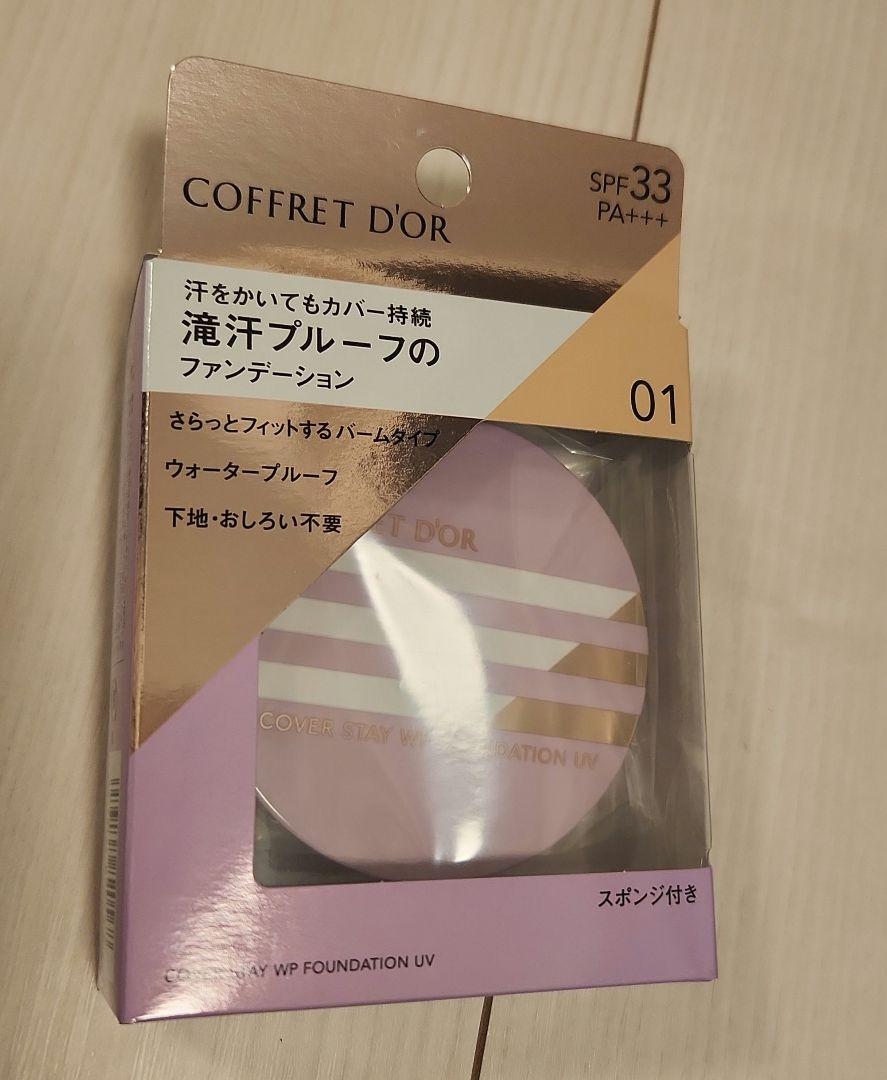 COFFRET D'OR
SPF33
PA+++
汗をかいてもカバー持続
滝汗プルーフの
ファンデーション
01
さらっとフィットするバームタイプ
ウォータープルーフ
下地・おしろい不要
D'OR
COVER STAY WP FOUNDATION UV
スポンジ付き
COVER STAY WP FOUNDATION UV